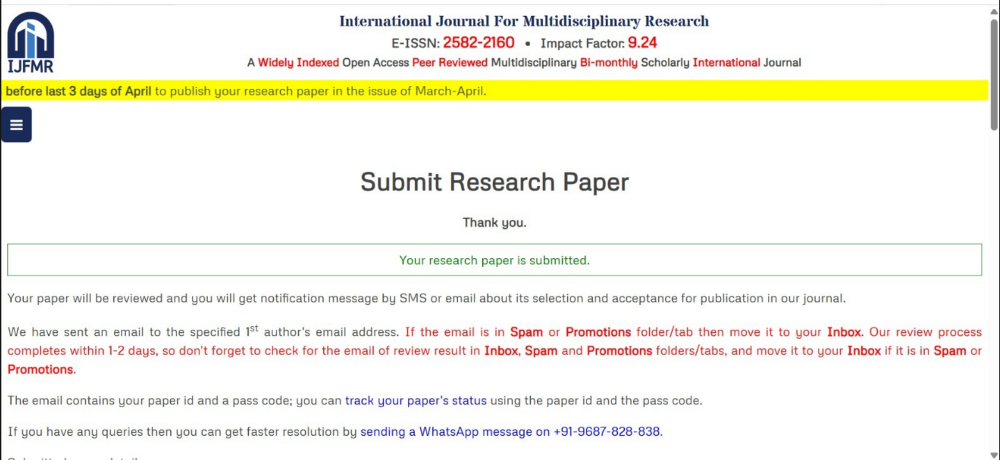 International Journal For Multidisciplinary Research
E-ISSN: 2582-2160 • Impact Factor: 9.24
IJFMR
A Widely Indexed Open Access Peer Reviewed Multidisciplinary Bi-monthly Scholarly International Journal
before last 3 days of April to publish your research paper in the issue of March-April.
Submit Research Paper
Thank you.
Your research paper is submitted.
Your paper will be reviewed and you will get notification message by SMS or email about its selection and acceptance for publication in our journal.
We have sent an email to the specified 1st author's email address. If the email is in Spam or Promotions folder/tab then move it to your Inbox. Our review process
completes within 1-2 days, so don't forget to check for the email of review result in Inbox, Spam and Promotions folders/tabs, and move it to your Inbox if it is in Spam or
Promotions.
The email contains your paper id and a pass code; you can track your paper's status using the paper id and the pass code.
If you have any queries then you can get faster resolution by sending a WhatsApp message on +91-9687-828-838.